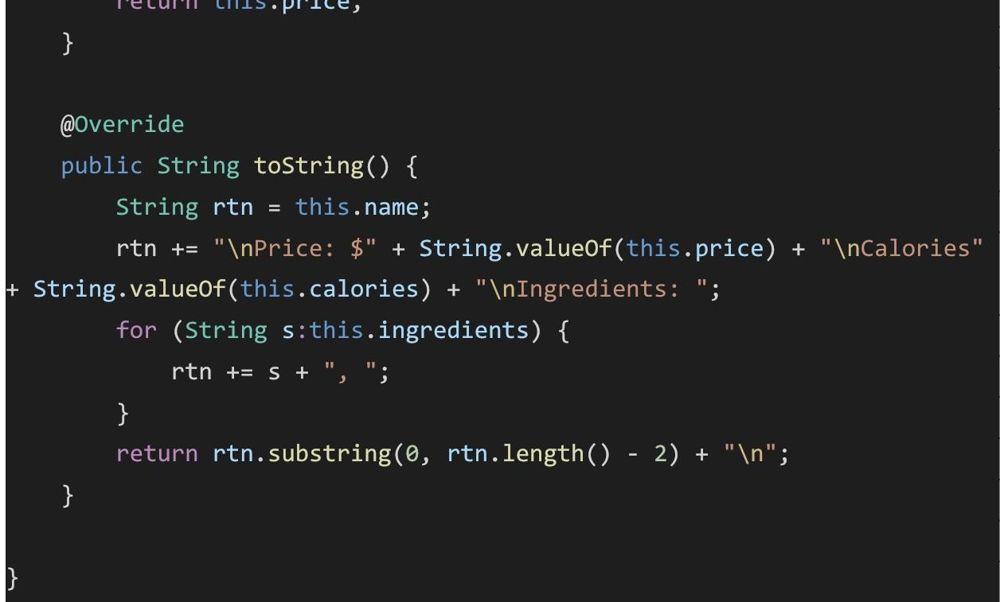 return this.price;
    }

    @Override
    public String toString() {
        String rtn = this.name;
        rtn += "\nPrice: $" + String.valueOf(this.price) + "\nCalories"
+ String.valueOf(this.calories) + "\nIngredients: ";
        for (String s:this.ingredients) {
            rtn += s + ", ";
        }
        return rtn.substring(0, rtn.length() - 2) + "\n";
    }

}